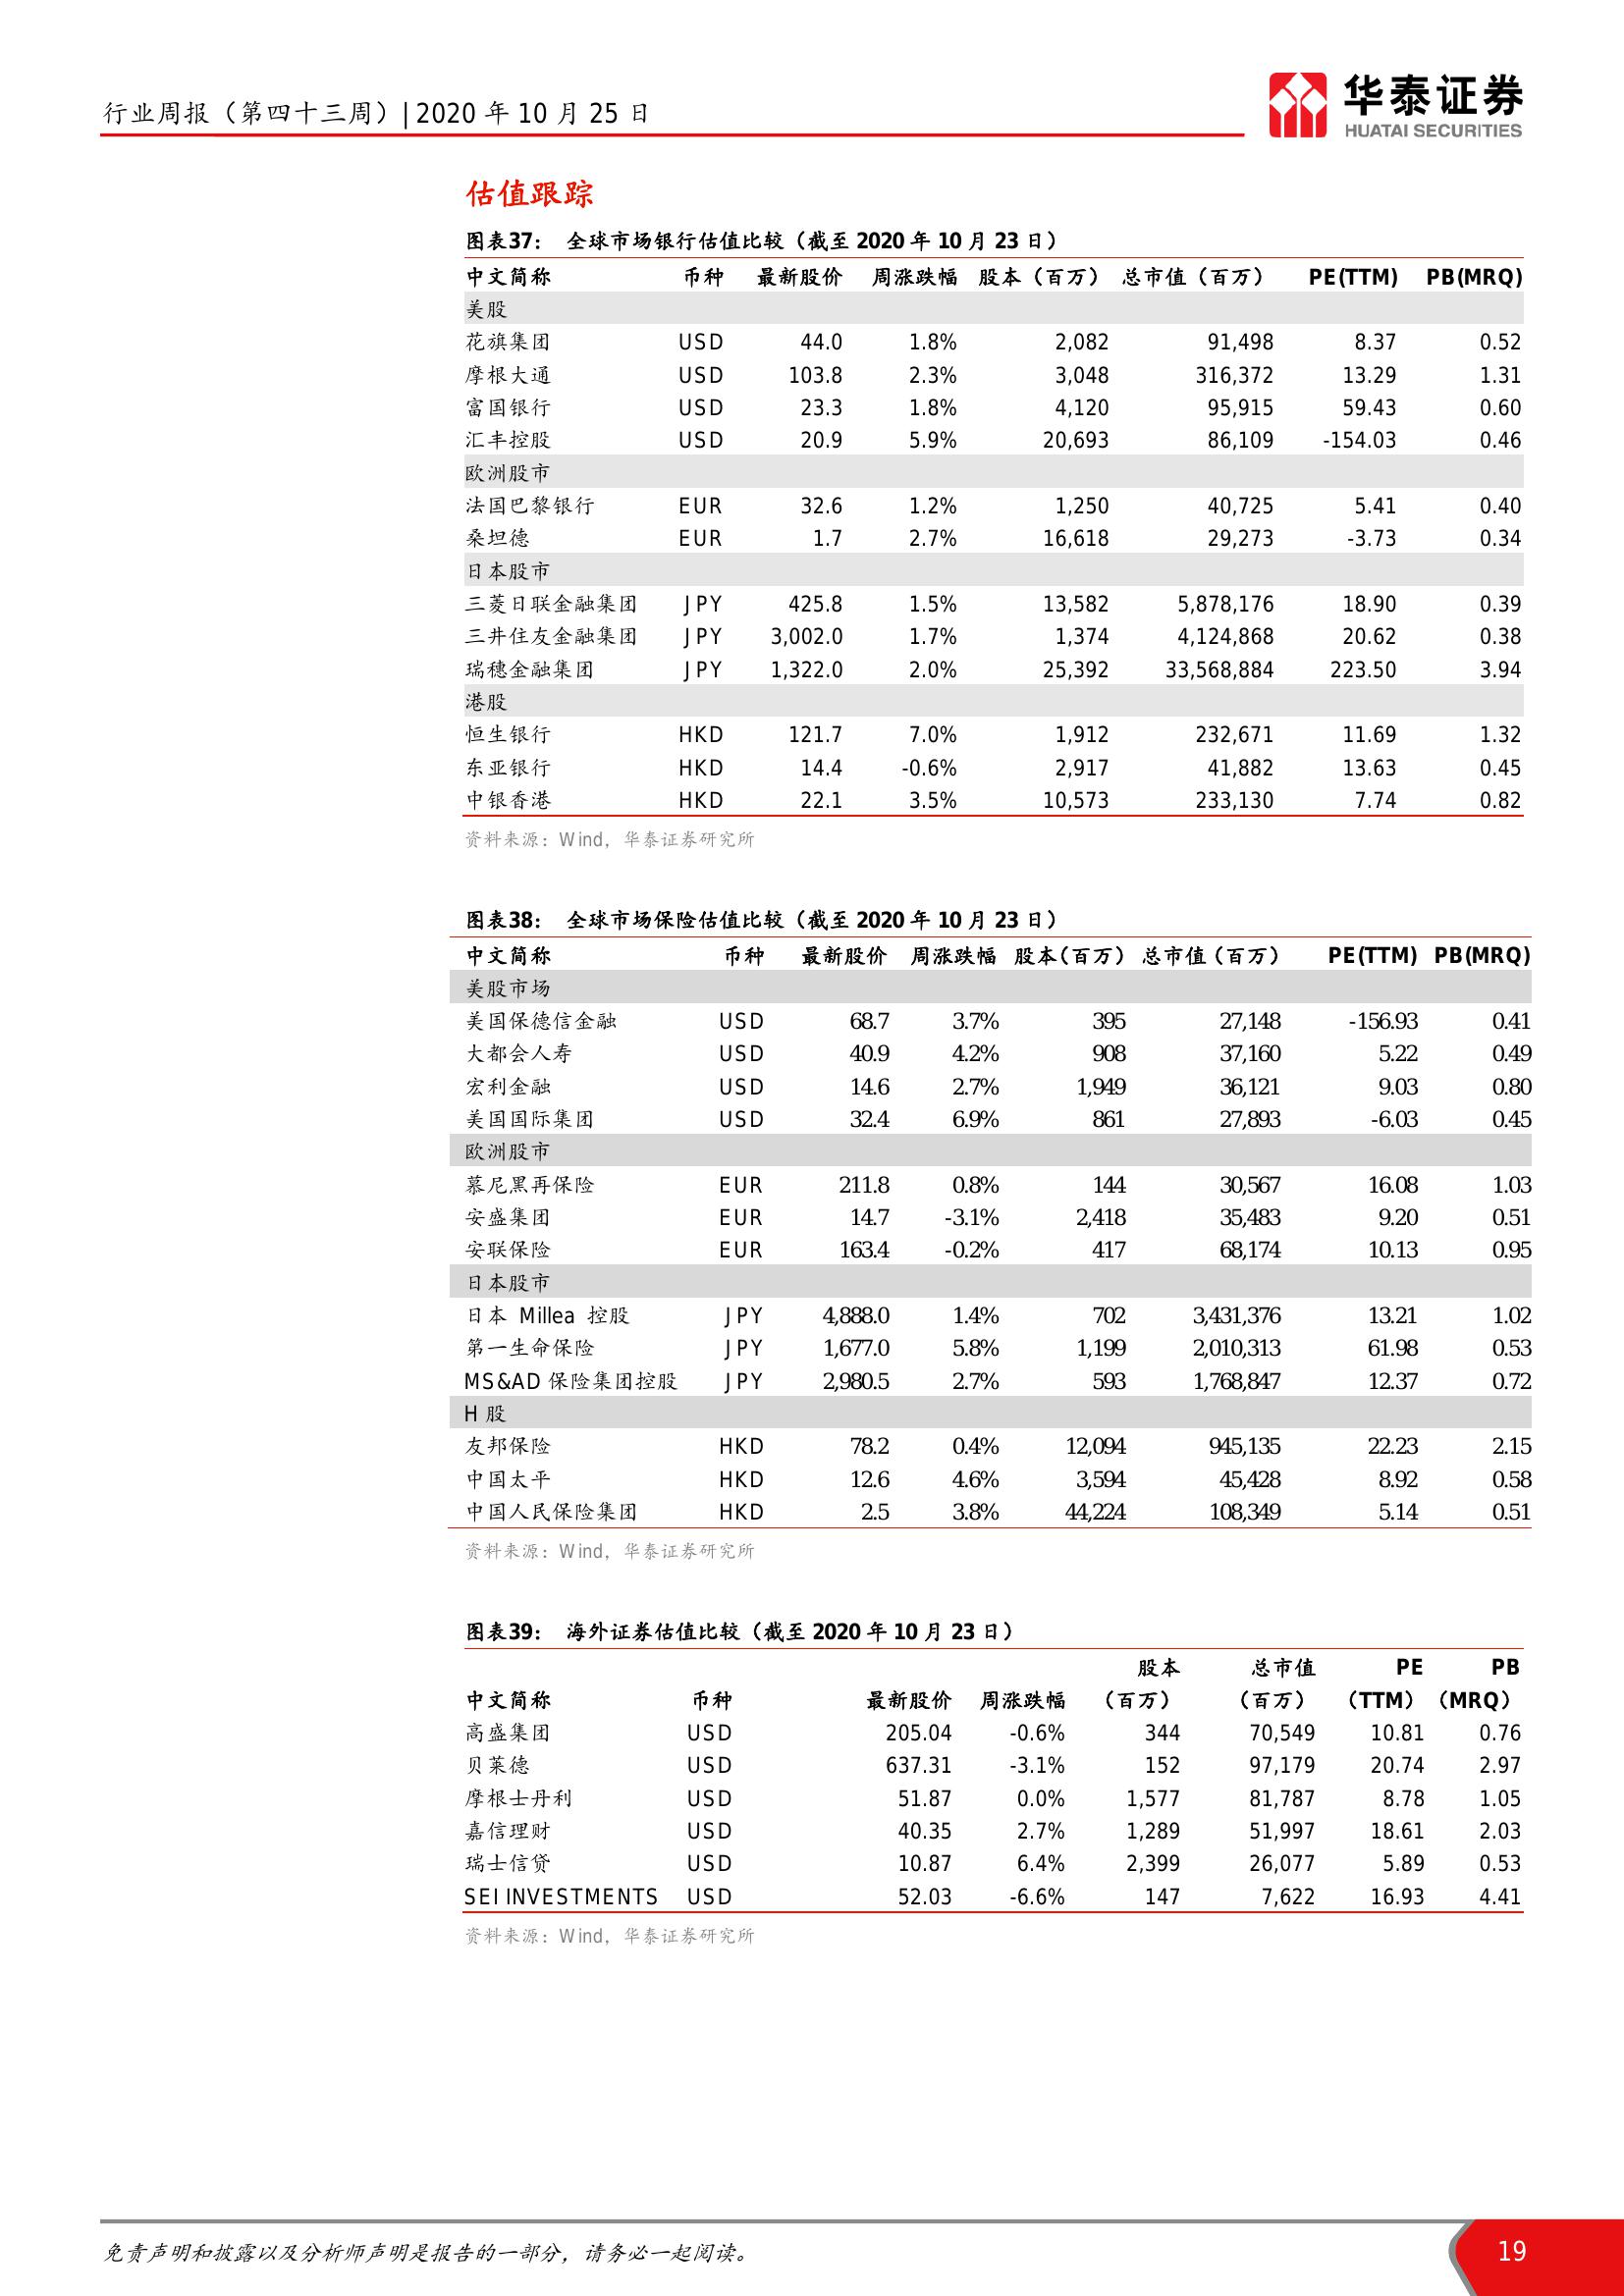 行业周报（第四十三周）| 2020 年 10 月 25 日
华泰证券
HUATAI SECURITIES
估值跟踪
图表37： 全球市场银行估值比较（截至 2020 年 10 月 23 日）
中文简称 币种 最新股价 周涨跌幅 股本（百万） 总市值（百万） PE(TTM) PB(MRQ)
美股
花旗集团 USD 44.0 1.8% 2,082 91,498 8.37 0.52
摩根大通 USD 103.8 2.3% 3,048 316,372 13.29 1.31
富国银行 USD 23.3 1.8% 4,120 95,915 59.43 0.60
汇丰控股 USD 20.9 5.9% 20,693 86,109 -154.03 0.46
欧洲股市
法国巴黎银行 EUR 32.6 1.2% 1,250 40,725 5.41 0.40
桑坦德 EUR 1.7 2.7% 16,618 29,273 -3.73 0.34
日本股市
三菱日联金融集团 JPY 425.8 1.5% 13,582 5,878,176 18.90 0.39
三井住友金融集团 JPY 3,002.0 1.7% 1,374 4,124,868 20.62 0.38
瑞穗金融集团 JPY 1,322.0 2.0% 25,392 33,568,884 223.50 3.94
港股
恒生银行 HKD 121.7 7.0% 1,912 232,671 11.69 1.32
东亚银行 HKD 14.4 -0.6% 2,917 41,882 13.63 0.45
中银香港 HKD 22.1 3.5% 10,573 233,130 7.74 0.82
资料来源：Wind，华泰证券研究所
图表38： 全球市场保险估值比较（截至 2020 年 10 月 23 日）
中文简称 币种 最新股价 周涨跌幅 股本（百万） 总市值（百万） PE(TTM) PB(MRQ)
美股市场
美国保德信金融 USD 68.7 3.7% 395 27,148 -156.93 0.41
大都会人寿 USD 40.9 4.2% 908 37,160 5.22 0.49
宏利金融 USD 14.6 2.7% 1,949 36,121 9.03 0.80
美国国际集团 USD 32.4 6.9% 861 27,893 -6.03 0.45
欧洲股市
慕尼黑再保险 EUR 211.8 0.8% 144 30,567 16.08 1.03
安盛集团 EUR 14.7 -3.1% 2,418 35,483 9.20 0.51
安联保险 EUR 163.4 -0.2% 417 68,174 10.13 0.95
日本股市
日本 Millea 控股 JPY 4,888.0 1.4% 702 3,431,376 13.21 1.02
第一生命保险 JPY 1,677.0 5.8% 1,199 2,010,313 61.98 0.53
MS&AD 保险集团控股 JPY 2,980.5 2.7% 593 1,768,847 12.37 0.72
H 股
友邦保险 HKD 78.2 0.4% 12,094 945,135 22.23 2.15
中国太平 HKD 12.6 4.6% 3,594 45,428 8.92 0.58
中国人民保险集团 HKD 2.5 3.8% 44,224 108,349 5.14 0.51
资料来源：Wind，华泰证券研究所
图表39： 海外证券估值比较（截至 2020 年 10 月 23 日）
股本 总市值 PE PB
中文简称 币种 最新股价 周涨跌幅 （百万） （百万） （TTM） （MRQ）
高盛集团 USD 205.04 -0.6% 344 70,549 10.81 0.76
贝莱德 USD 637.31 -3.1% 152 97,179 20.74 2.97
摩根士丹利 USD 51.87 0.0% 1,577 81,787 8.78 1.05
嘉信理财 USD 40.35 2.7% 1,289 51,997 18.61 2.03
瑞士信贷 USD 10.87 6.4% 2,399 26,077 5.89 0.53
SEI INVESTMENTS USD 52.03 -6.6% 147 7,622 16.93 4.41
资料来源：Wind，华泰证券研究所
免责声明和披露以及分析师声明是报告的一部分，请务必一起阅读。
19